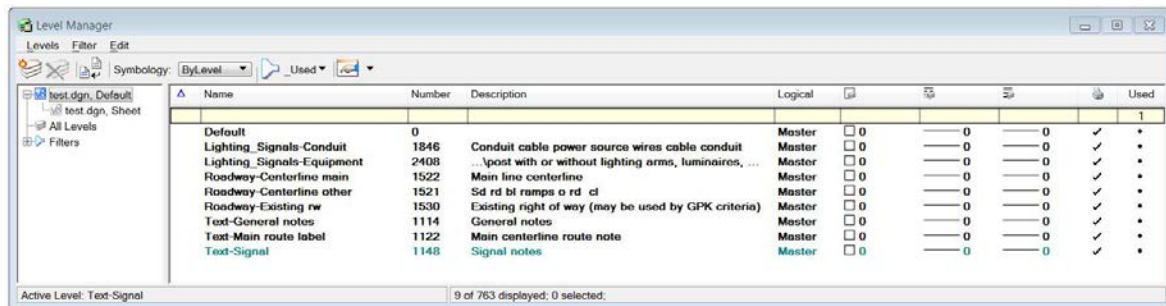 Level Manager
Levels Filter Edit
Symbology: ByLevel _Used
test.dgn, Default
test.dgn, Sheet
All Levels
Filters
Name Number Description Logical Used
1
Default 0 Master 0 0 0
Lighting_Signals-Conduit 1846 Conduit cable power source wires cable conduit Master 0 0 0
Lighting_Signals-Equipment 2408 ...\post with or without lighting arms, luminaires, ... Master 0 0 0
Roadway-Centerline main 1522 Main line centerline Master 0 0 0
Roadway-Centerline other 1521 Sd rd bl ramps o rd cl Master 0 0 0
Roadway-Existing rw 1530 Existing right of way (may be used by GPK criteria) Master 0 0 0
Text-General notes 1114 General notes Master 0 0 0
Text-Main route label 1122 Main centerline route note Master 0 0 0
Text-Signal 1148 Signal notes Master 0 0 0
Active Level: Text-Signal 9 of 763 displayed; 0 selected;